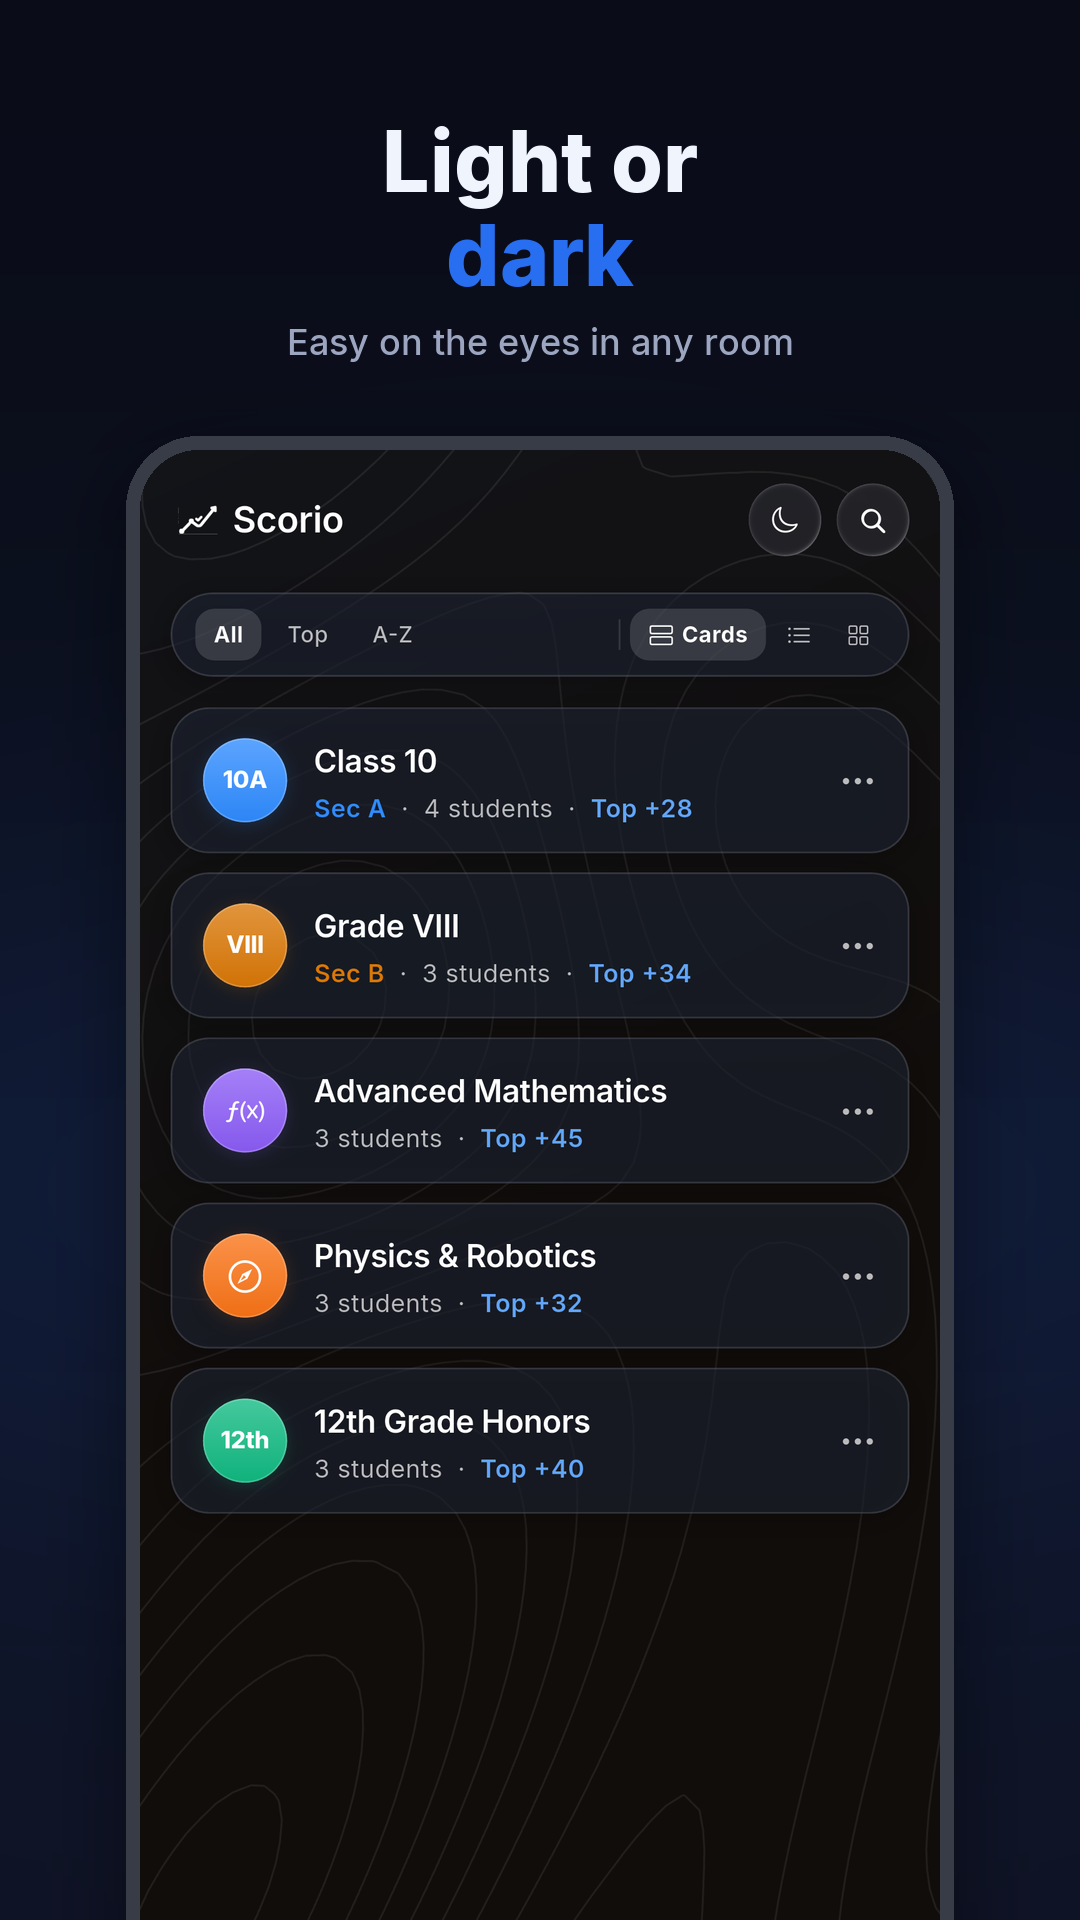 Light or
dark
Easy on the eyes in any room
Scorio
All Top A-Z Cards
10A Class 10
Sec A · 4 students · Top +28
VIII Grade VIII
Sec B · 3 students · Top +34
ƒ(x) Advanced Mathematics
3 students · Top +45
Physics & Robotics
3 students · Top +32
12th 12th Grade Honors
3 students · Top +40